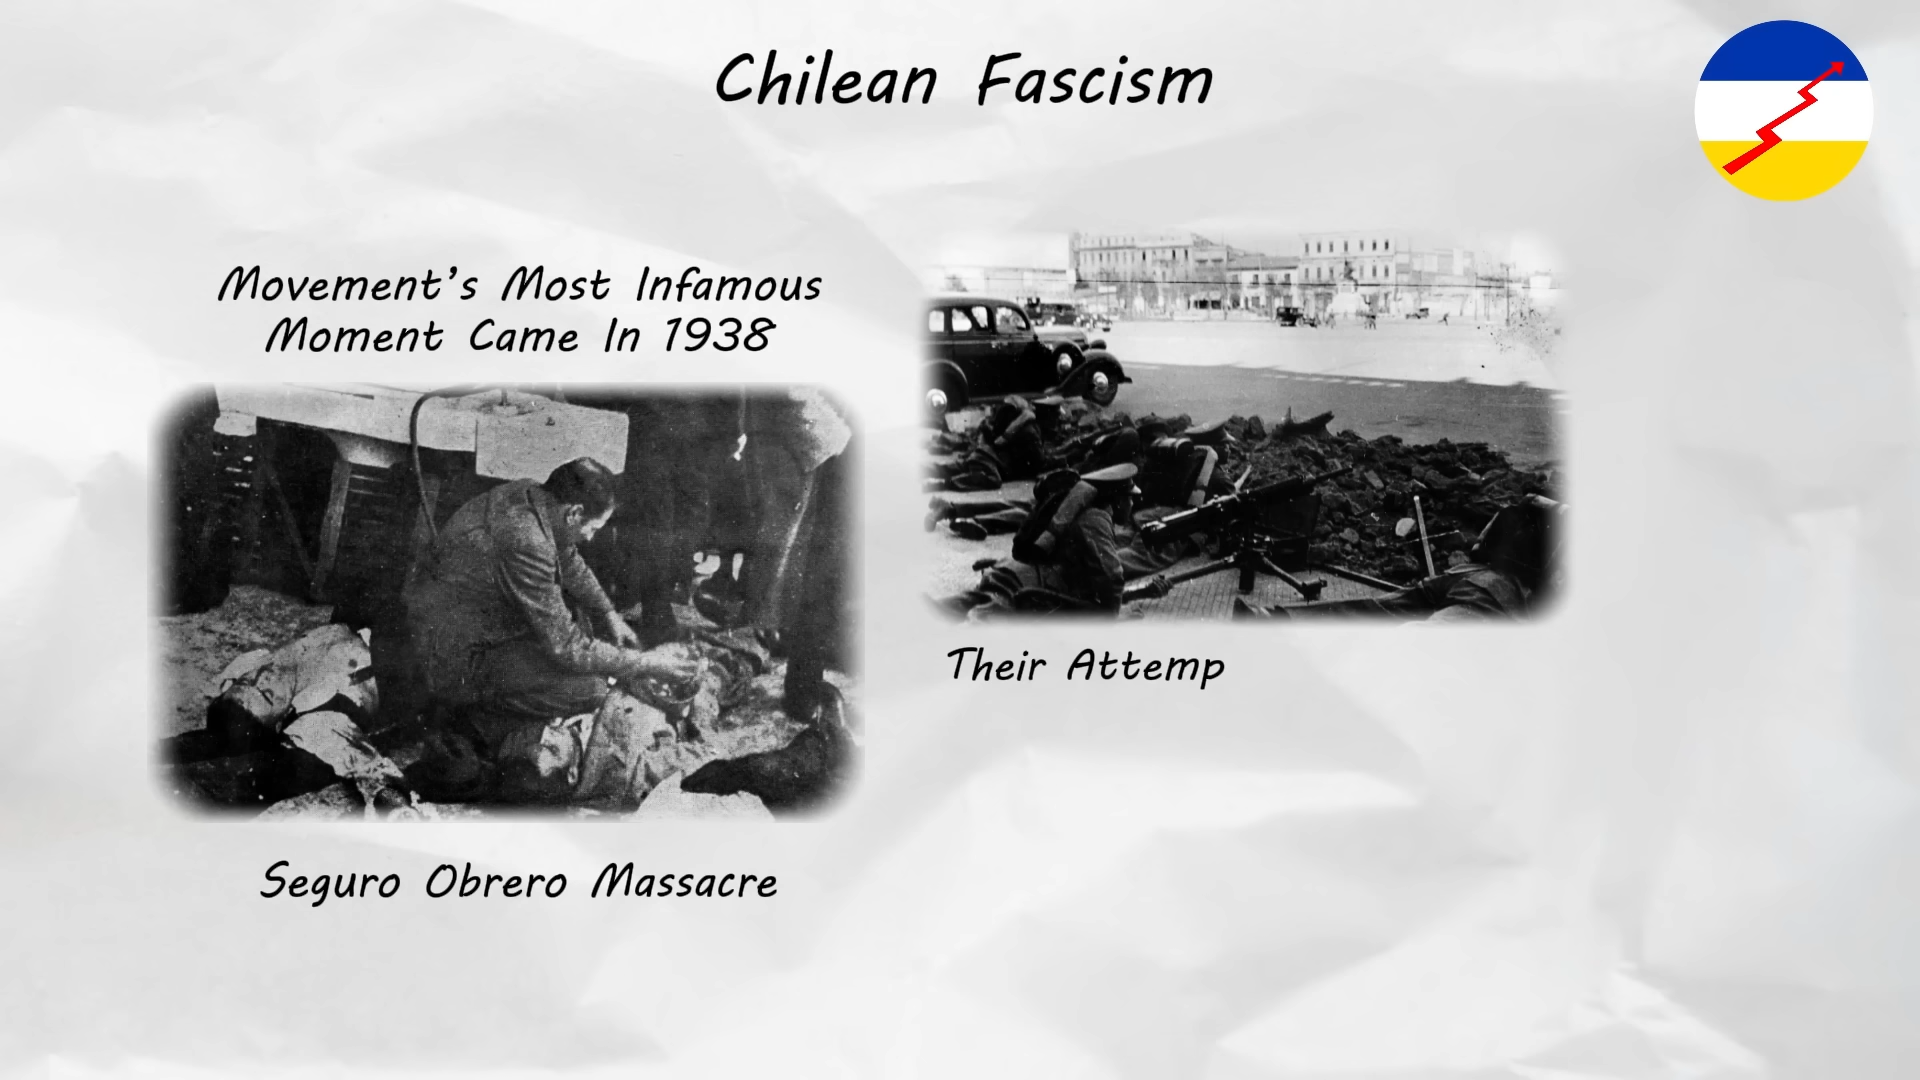 Chilean Fascism
Movement's Most Infamous
Moment Came In 1938
Seguro Obrero Massacre
Their Attemp